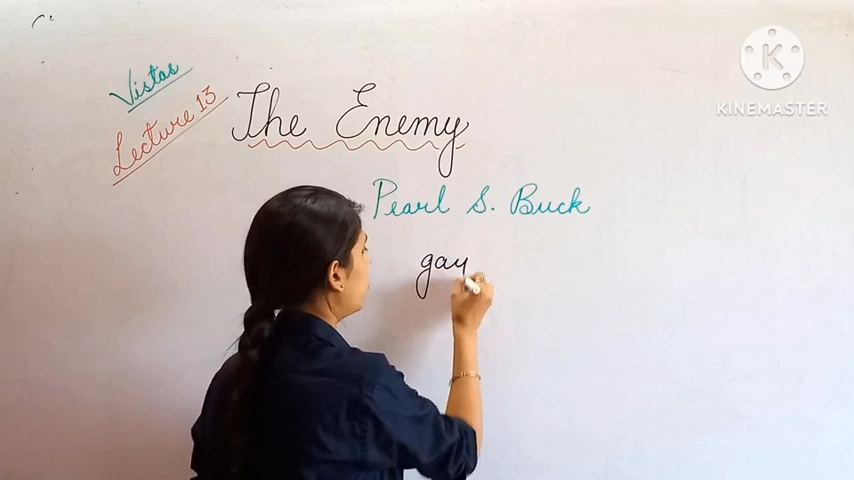 Vistas
Lecture 13
The Enemy
Pearl S. Buck
gay
K
KINEMASTER